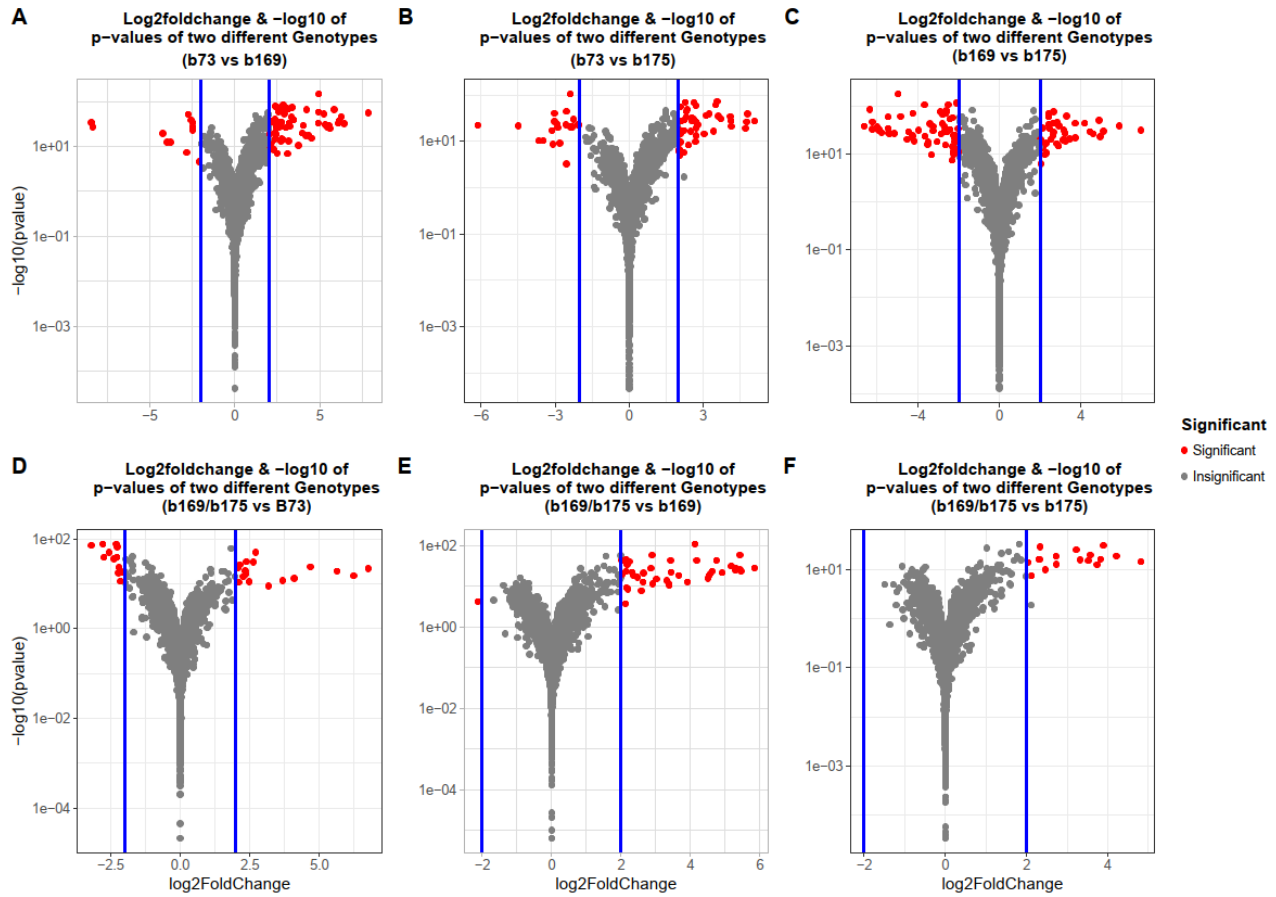 A
Log2foldchange & −log10 of
p−values of two different Genotypes
(b73 vs b169)
1e+01
1e−01
1e−03
−log10(pvalue)
−5
0
5
B
Log2foldchange & −log10 of
p−values of two different Genotypes
(b73 vs b175)
1e+01
1e−01
1e−03
−6
−3
0
3
C
Log2foldchange & −log10 of
p−values of two different Genotypes
(b169 vs b175)
1e+01
1e−01
1e−03
−4
0
4
Significant
Significant
Insignificant
D
Log2foldchange & −log10 of
p−values of two different Genotypes
(b169/b175 vs B73)
1e+02
1e+00
1e−02
1e−04
−log10(pvalue)
−2.5
0.0
2.5
5.0
log2FoldChange
E
Log2foldchange & −log10 of
p−values of two different Genotypes
(b169/b175 vs b169)
1e+02
1e+00
1e−02
1e−04
−2
0
2
4
6
log2FoldChange
F
Log2foldchange & −log10 of
p−values of two different Genotypes
(b169/b175 vs b175)
1e+01
1e−01
1e−03
−2
0
2
4
log2FoldChange